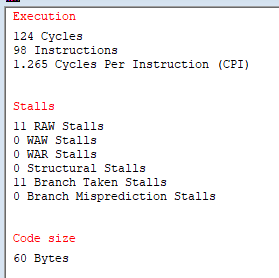 Execution
124 Cycles
98 Instructions
1.265 Cycles Per Instruction (CPI)
Stalls
11 RAW Stalls
0 WAW Stalls
0 WAR Stalls
0 Structural Stalls
11 Branch Taken Stalls
0 Branch Misprediction Stalls
Code size
60 Bytes